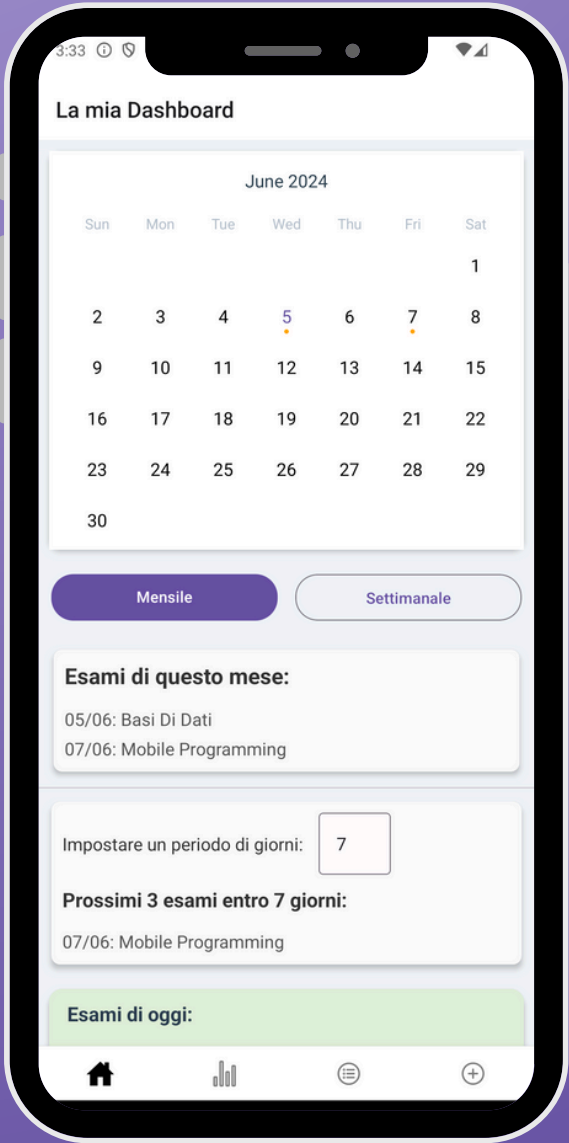 3:33
La mia Dashboard
June 2024
Sun Mon Tue Wed Thu Fri Sat
1
2 3 4 5 6 7 8
9 10 11 12 13 14 15
16 17 18 19 20 21 22
23 24 25 26 27 28 29
30
Mensile Settimanale
Esami di questo mese:
05/06: Basi Di Dati
07/06: Mobile Programming
Impostare un periodo di giorni: 7
Prossimi 3 esami entro 7 giorni:
07/06: Mobile Programming
Esami di oggi: